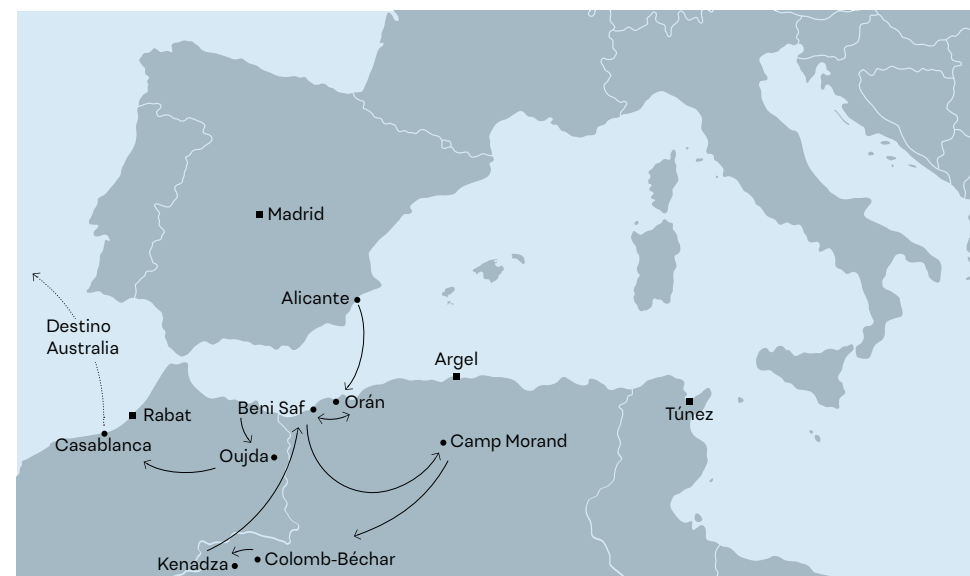 Madrid
Alicante
Destino
Australia
Argel
Beni Saf
Orán
Rabat
Túnez
Casablanca
Camp Morand
Oujda
Kenadza
Colomb-Béchar